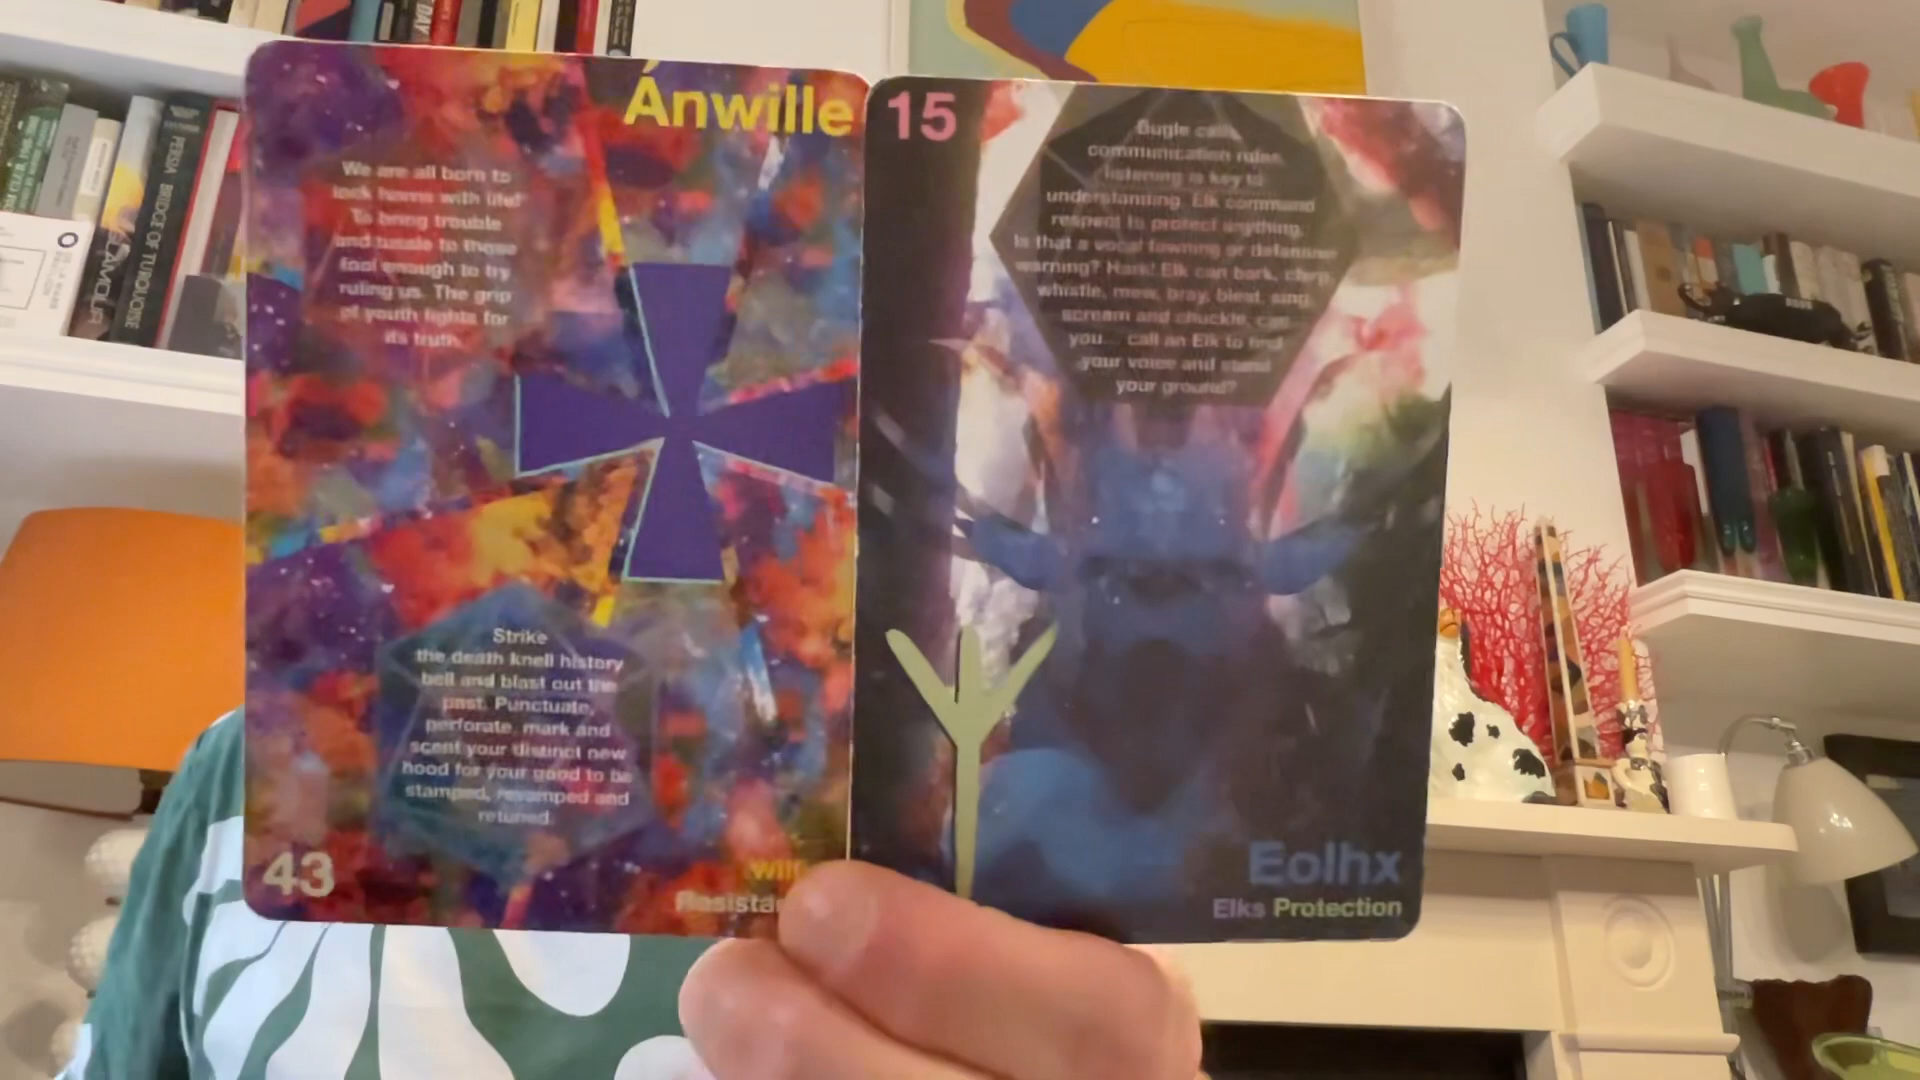 Ánwille
We are all born to
lock horns with life!
To bring trouble
and tussle to those
fool enough to try
ruling us. The grip
of youth fights for
its truth.
Strike
the death knell history
bell and blast out the
past. Punctuate,
perforate, mark and
scent your distinct new
hood for your good to be
stamped, revamped and
retuned.
43
15
Bugle calls,
communication rules,
listening is key to
understanding. Elk command
respect to protect anything.
Is that a vocal fawning or defensive
warning? Hark! Elk can bark, chirp,
whistle, mew, bray, bleat, sing,
scream and chuckle, can
you... call an Elk to find
your voice and stand
your ground?
Eolhx
Elks Protection
PERSIA BRIDGE OF TURQUOISE